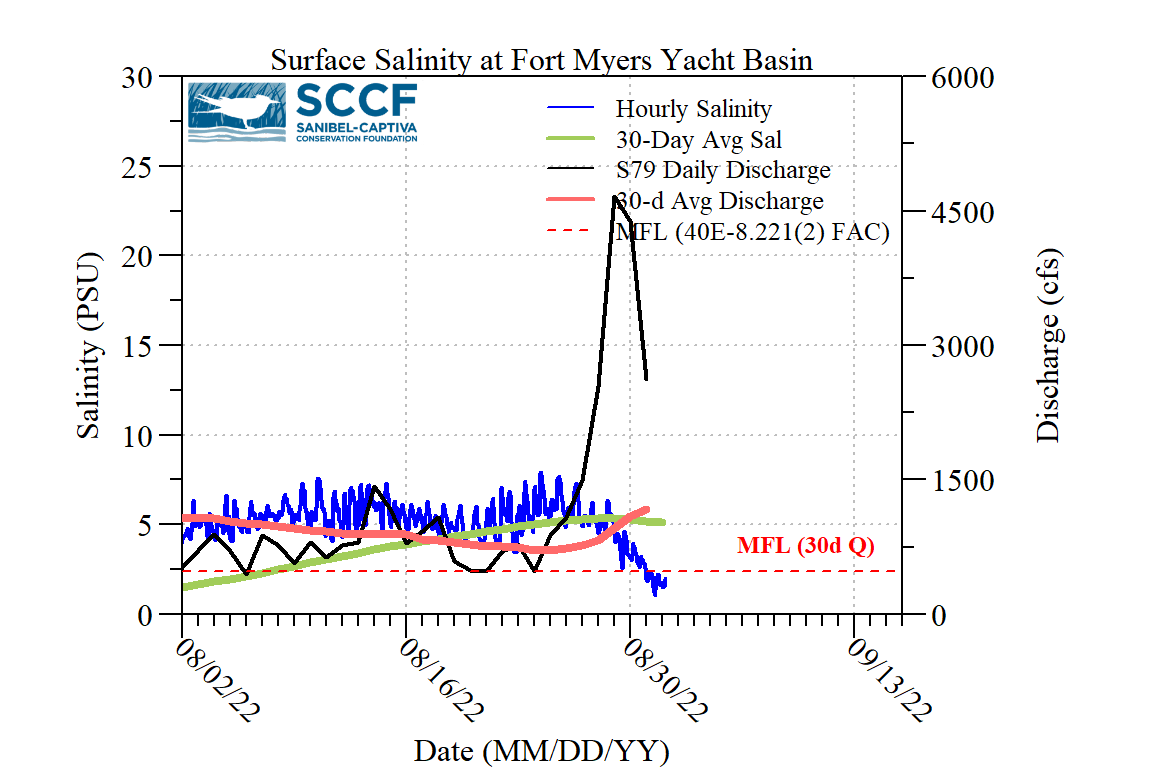 Surface Salinity at Fort Myers Yacht Basin
SCCF
SANIBEL-CAPTIVA
CONSERVATION FOUNDATION
Hourly Salinity
30-Day Avg Sal
S79 Daily Discharge
30-d Avg Discharge
MFL (40E-8.221(2) FAC)
Salinity (PSU)
30
25
20
15
10
5
0
Discharge (cfs)
6000
4500
3000
1500
0
MFL (30d Q)
08/02/22
08/16/22
08/30/22
09/13/22
Date (MM/DD/YY)